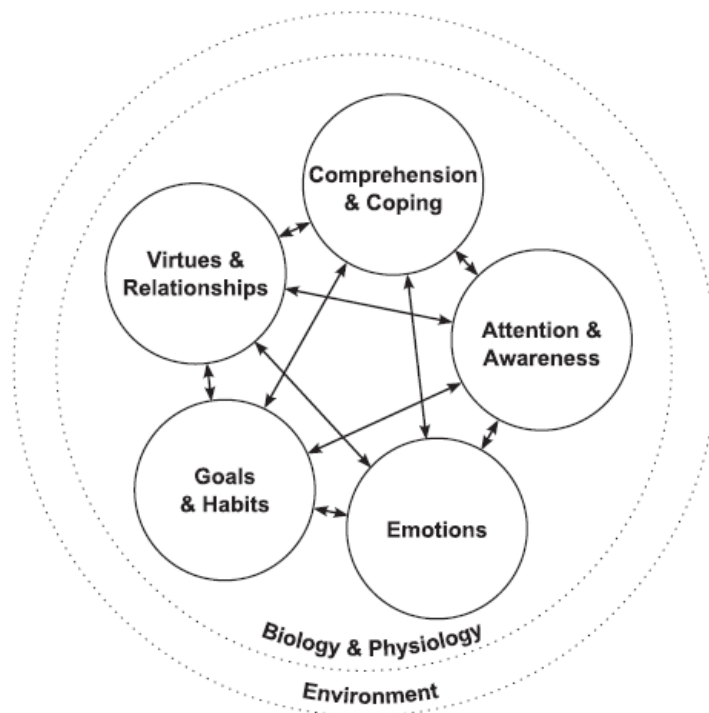 Comprehension
& Coping
Virtues &
Relationships
Attention &
Awareness
Goals
& Habits
Emotions
Biology & Physiology
Environment